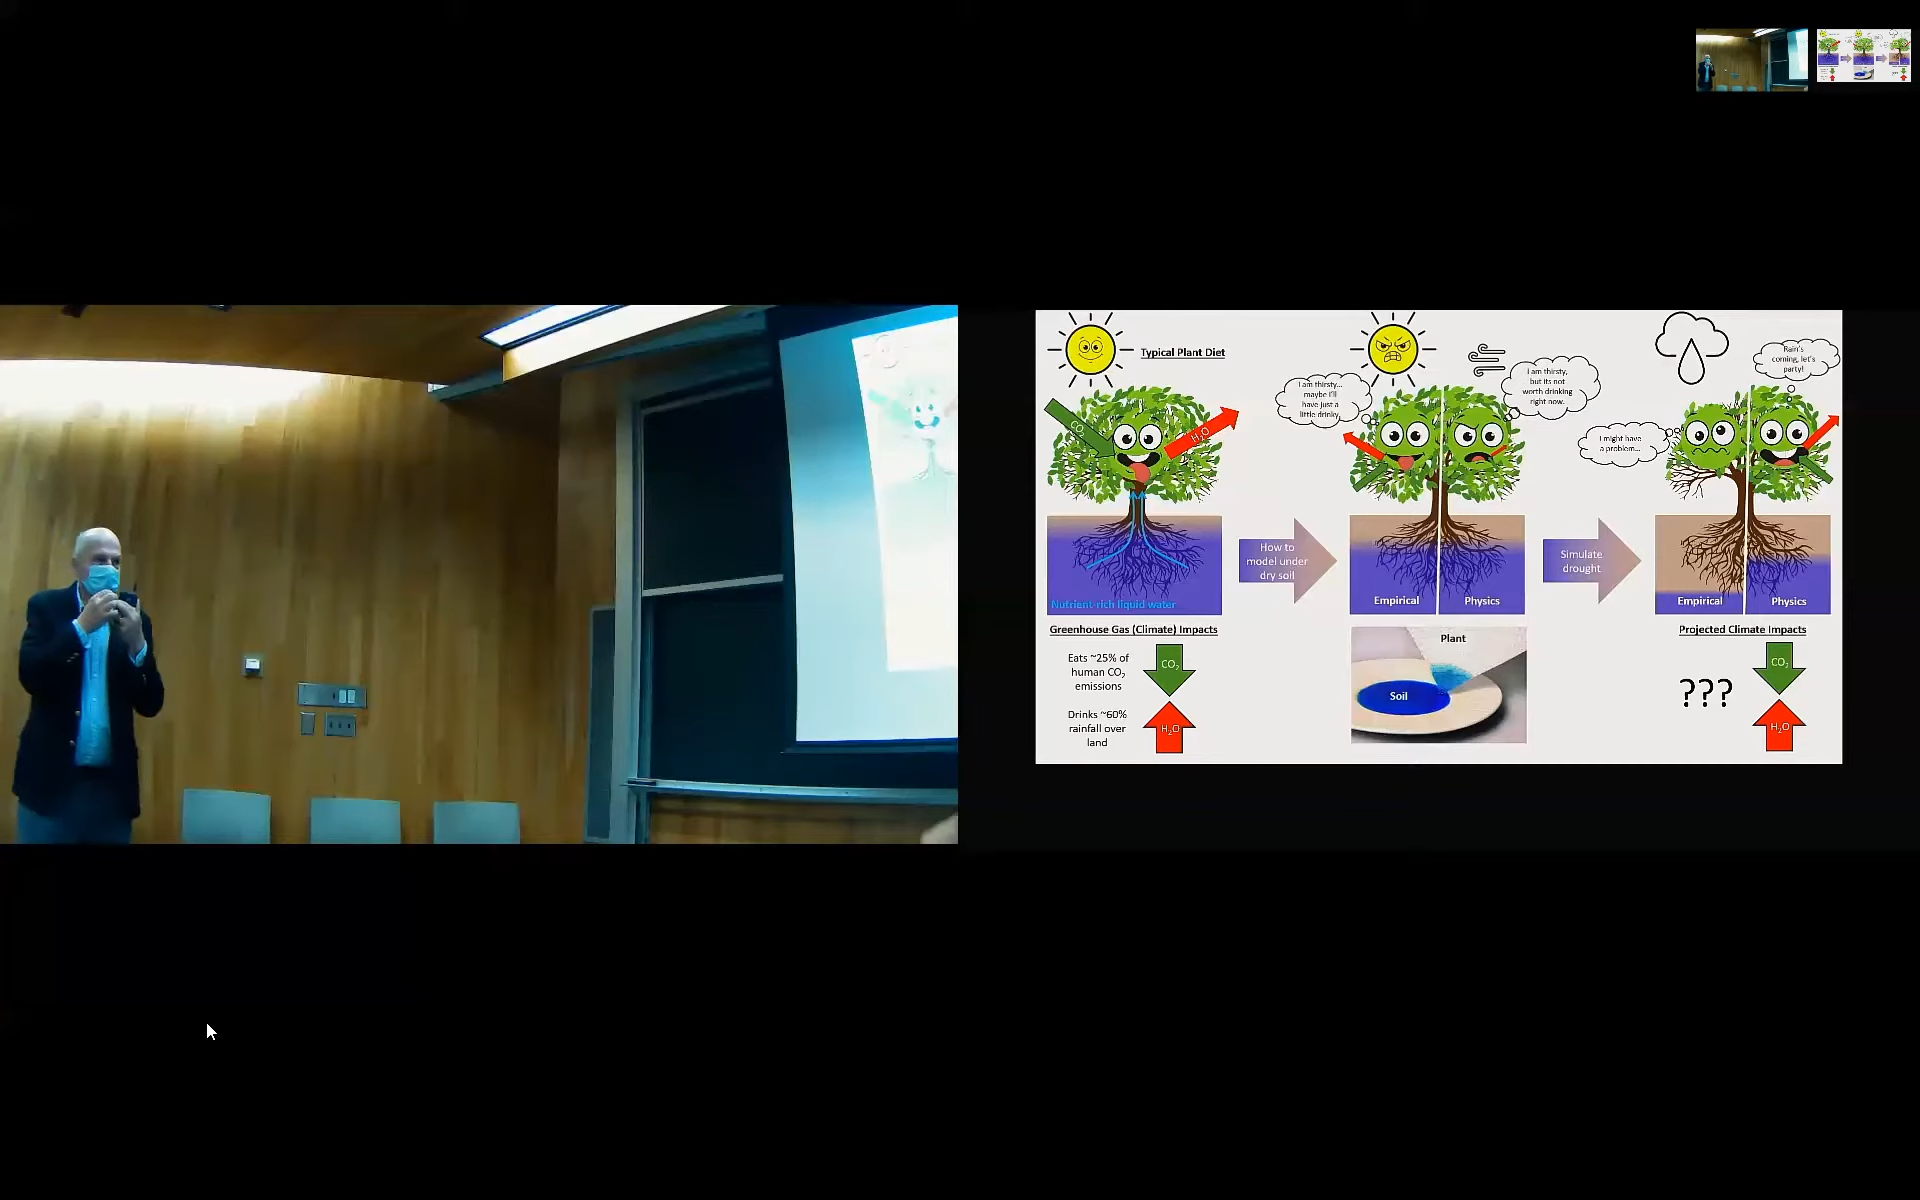 Typical Plant Diet
CO₂
H₂O
Nutrient-rich liquid water
Greenhouse Gas (Climate) Impacts
Eats ~25% of
human CO₂
emissions
CO₂
Drinks ~60%
rainfall over
land
H₂O
How to
model under
dry soil
I am thirsty...
maybe I'll
have just a
little drinky.
I am thirsty,
but its not
worth drinking
right now.
Empirical
Physics
Plant
Soil
Simulate
drought
I might have
a problem...
Rain's
coming, let's
party!
Empirical
Physics
Projected Climate Impacts
???
CO₂
H₂O